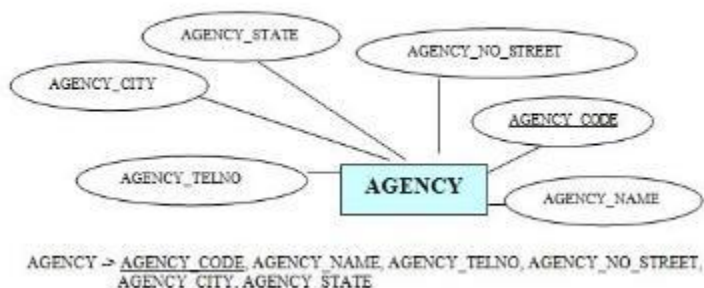 AGENCY_STATE
AGENCY_NO_STREET
AGENCY_CITY
AGENCY_CODE
AGENCY_TELNO
AGENCY
AGENCY_NAME
AGENCY -> AGENCY_CODE, AGENCY_NAME, AGENCY_TELNO, AGENCY_NO_STREET,
AGENCY_CITY, AGENCY_STATE